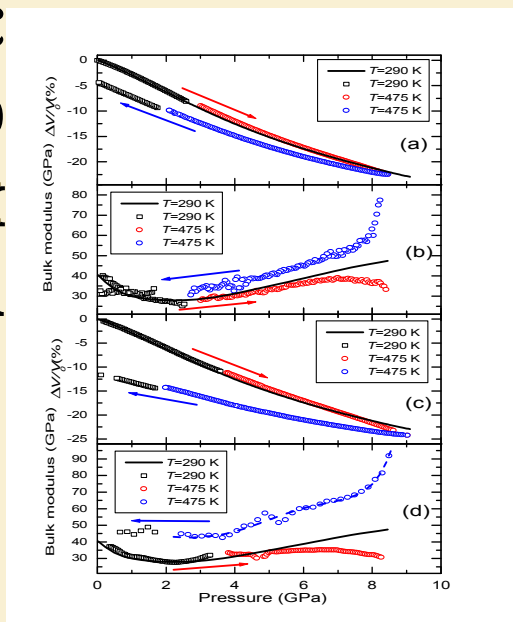 ΔV/V₀(%)
0
-5
-10
-15
-20
T=290 K
T=290 K
T=475 K
T=475 K
(a)
Bulk modulus (GPa)
80
70
60
50
40
30
T=290 K
T=290 K
T=475 K
T=475 K
(b)
ΔV/V₀(%)
0
-5
-10
-15
-20
-25
T=290 K
T=290 K
T=475 K
T=475 K
(c)
Bulk modulus (GPa)
90
80
70
60
50
40
30
T=290 K
T=290 K
T=475 K
T=475 K
(d)
0 2 4 6 8 10
Pressure (GPa)